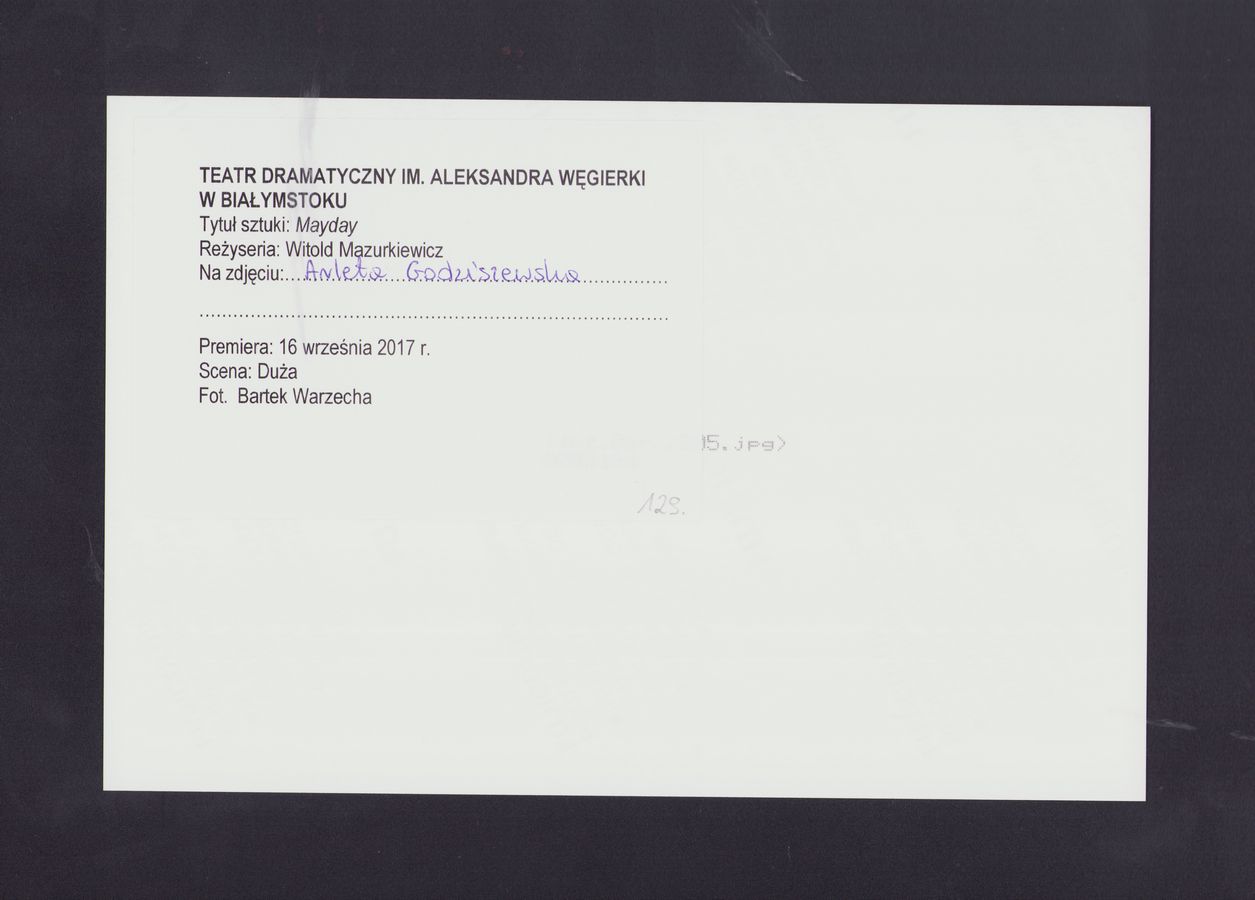 TEATR DRAMATYCZNY IM. ALEKSANDRA WĘGIERKI
W BIAŁYMSTOKU
Tytuł sztuki: Mayday
Reżyseria: Witold Mazurkiewicz
Na zdjęciu:...Arleta Godziszewska...............
....................................................................................
Premiera: 16 września 2017 r.
Scena: Duża
Fot. Bartek Warzecha
5.jpg>
129.